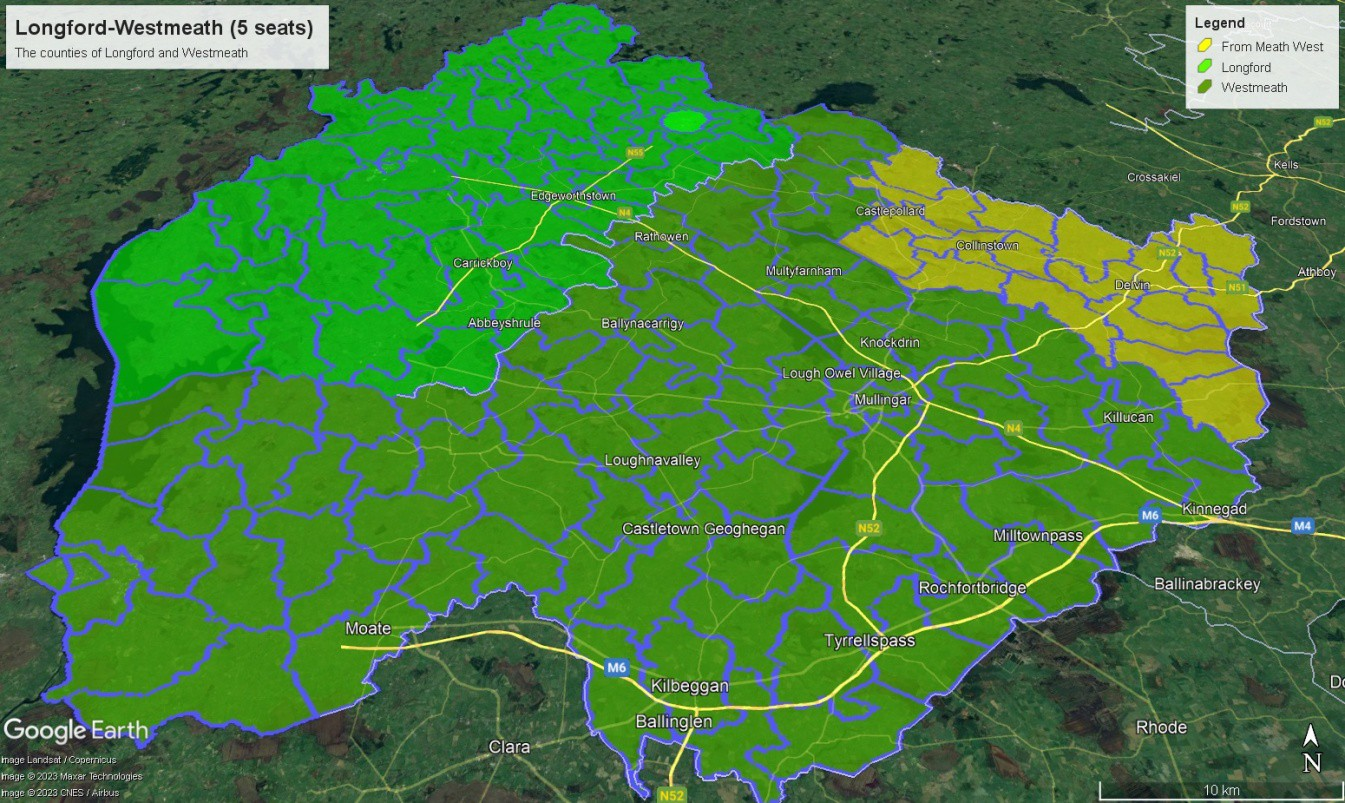 Longford-Westmeath (5 seats)
The counties of Longford and Westmeath
Legend
From Meath West
Longford
Westmeath
N52
Kells
N55
Crossakiel
Edgeworthstown
N52
N4
Castlepollard
Fordstown
Rathowen
Collinstown
N52
Carrickboy
Multyfarnham
Athboy
Delvin
N51
Abbeyshrule
Ballynacarrigy
Knockdrin
Lough Owel Village
Mullingar
Killucan
N4
Loughnavalley
Kinnegad
M6
M4
Castletown Geoghegan
N52
Milltownpass
Ballinabrackey
Rochfortbridge
Moate
Tyrrellspass
M6
Kilbeggan
Ballinglen
Rhode
Google Earth
Clara
N
Image Landsat / Copernicus
Image © 2023 Maxar Technologies
Image © 2023 CNES / Airbus
N52
10 km